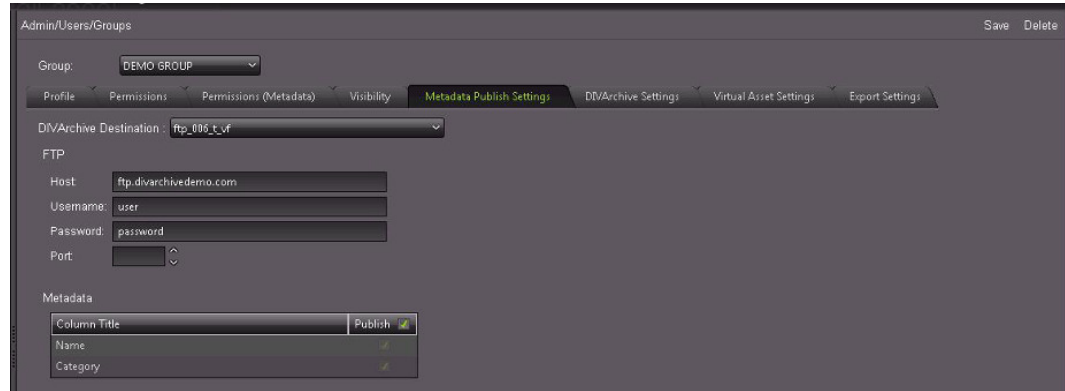 Admin/Users/Groups Save Delete
Group: DEMO GROUP
Profile Permissions Permissions (Metadata) Visibility Metadata Publish Settings DIVArchive Settings Virtual Asset Settings Export Settings
DIVArchive Destination : ftp_006_t_vf
FTP
Host: ftp.divarchivedemo.com
Username: user
Password: password
Port:
Metadata
Column Title Publish
Name
Category